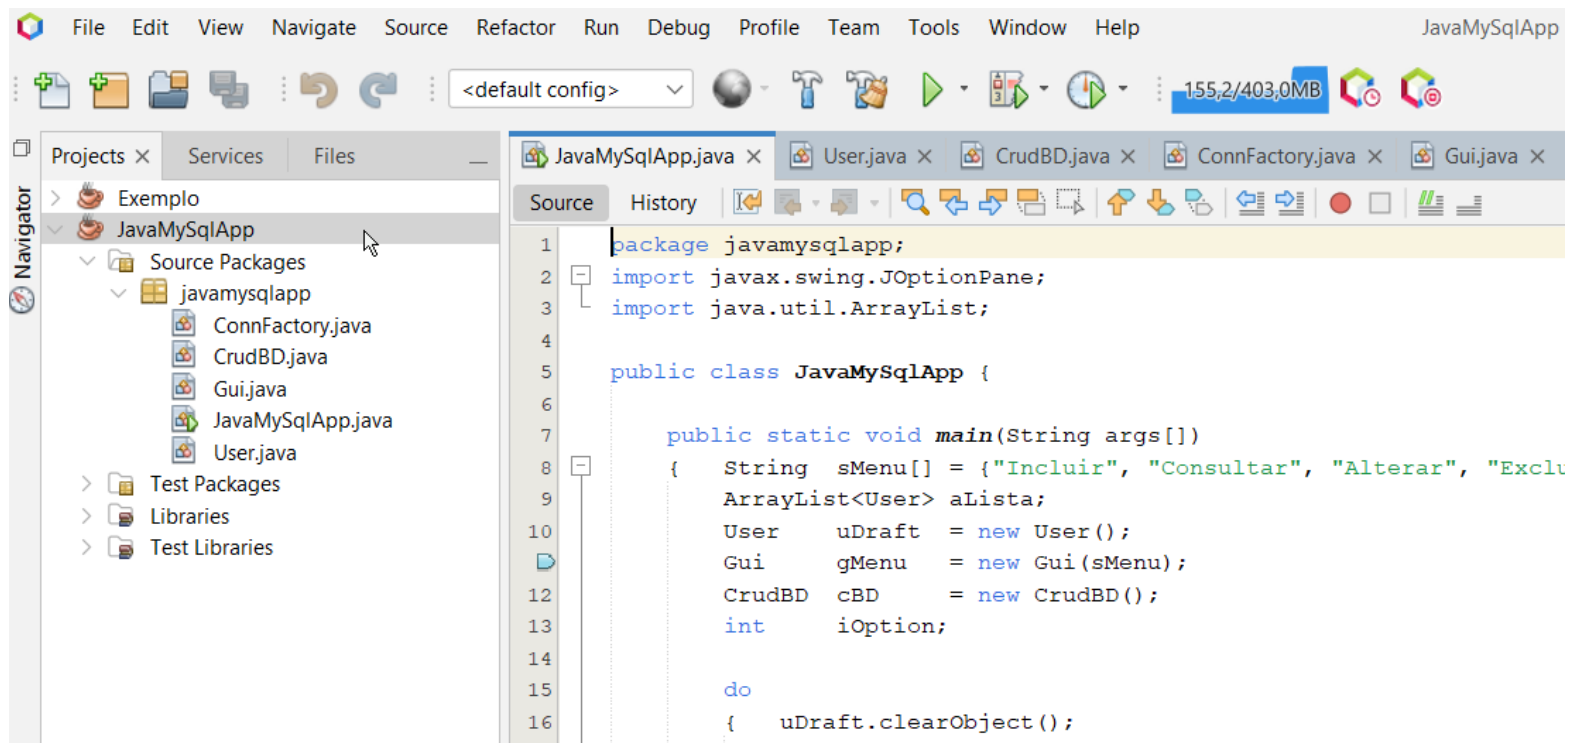 File Edit View Navigate Source Refactor Run Debug Profile Team Tools Window Help JavaMySqlApp
<default config> 155,2/403,0MB
Projects Services Files
Navigator
Exemplo
JavaMySqlApp
Source Packages
javamysqlapp
ConnFactory.java
CrudBD.java
Gui.java
JavaMySqlApp.java
User.java
Test Packages
Libraries
Test Libraries
JavaMySqlApp.java User.java CrudBD.java ConnFactory.java Gui.java
Source History
1 package javamysqlapp;
2 import javax.swing.JOptionPane;
3 import java.util.ArrayList;
4
5 public class JavaMySqlApp {
6
7 public static void main(String args[])
8 { String sMenu[] = {"Incluir", "Consultar", "Alterar", "Exclu
9 ArrayList<User> aLista;
10 User uDraft = new User();
Gui gMenu = new Gui(sMenu);
12 CrudBD cBD = new CrudBD();
13 int iOption;
14
15 do
16 { uDraft.clearObject();